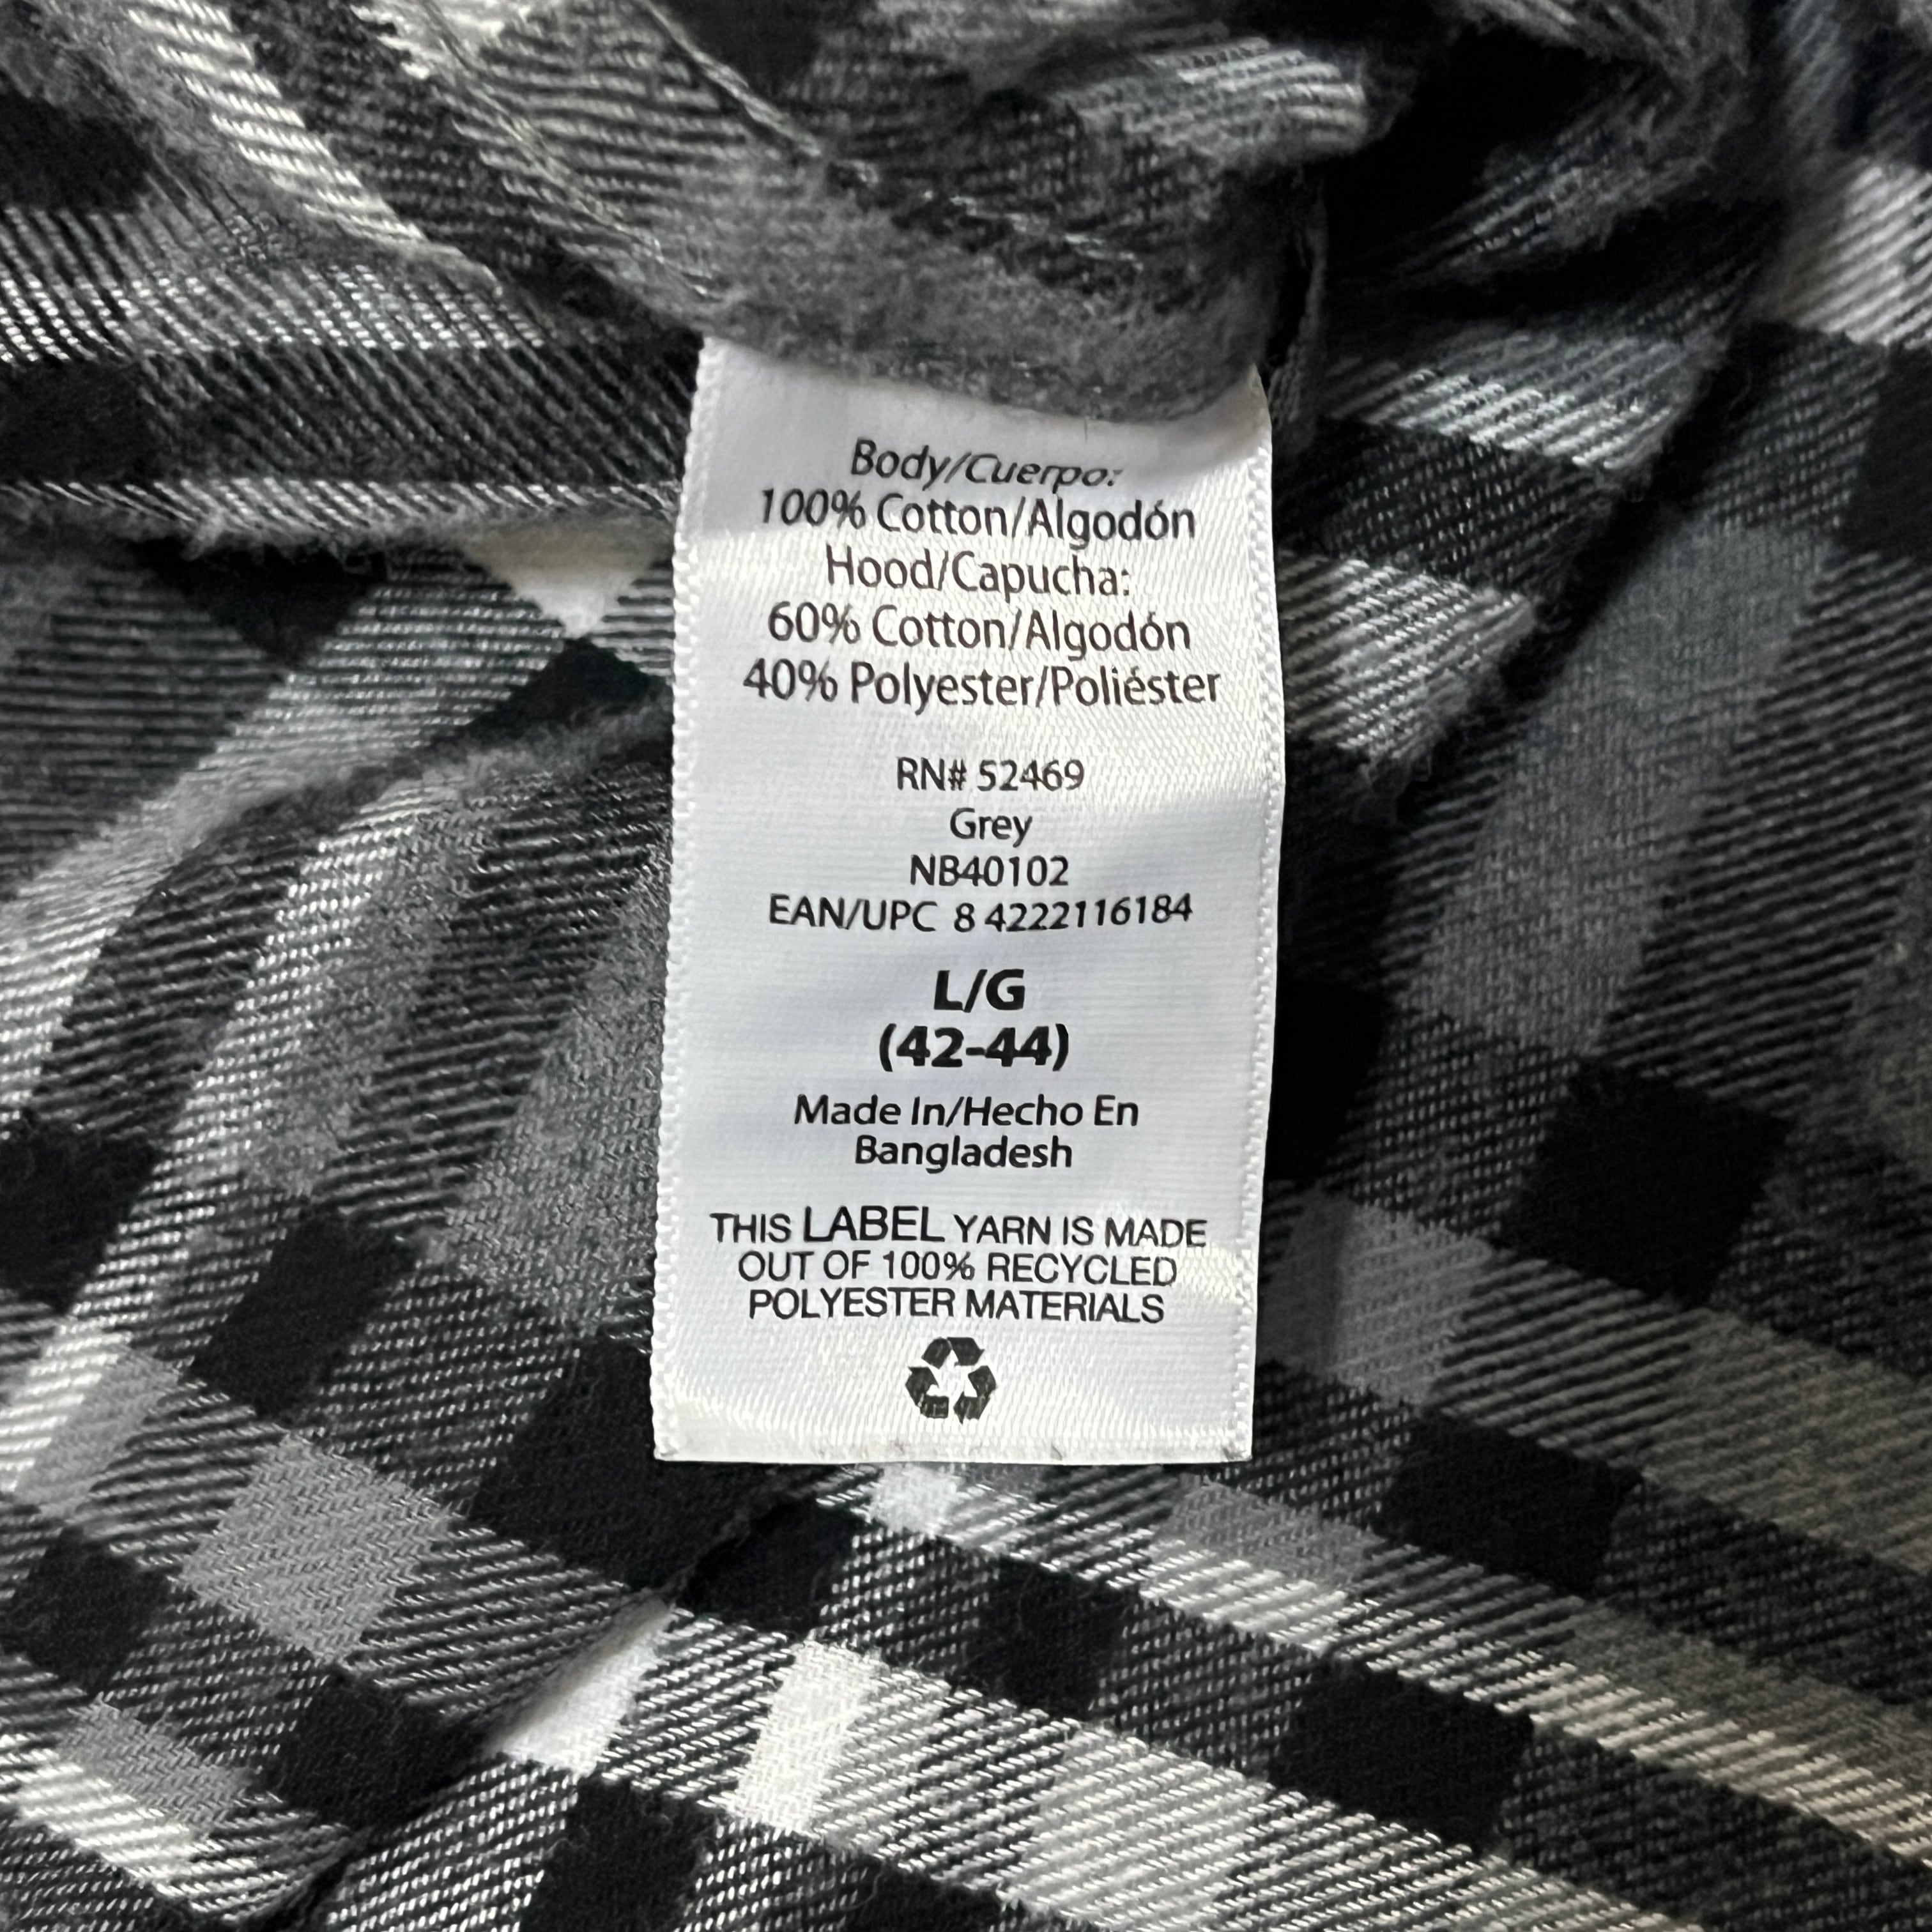 Body/Cuerpo:
100% Cotton/Algodón
Hood/Capucha:
60% Cotton/Algodón
40% Polyester/Poliéster
RN# 52469
Grey
NB40102
EAN/UPC 8 4222116184
L/G
(42-44)
Made In/Hecho En
Bangladesh
THIS LABEL YARN IS MADE
OUT OF 100% RECYCLED
POLYESTER MATERIALS